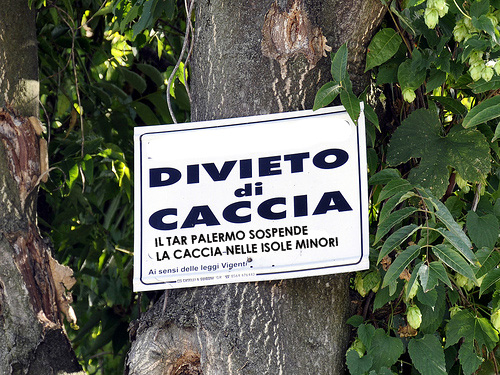 DIVIETO
di
CACCIA
IL TAR PALERMO SOSPENDE
LA CACCIA NELLE ISOLE MINORI
Ai sensi delle leggi Vigenti